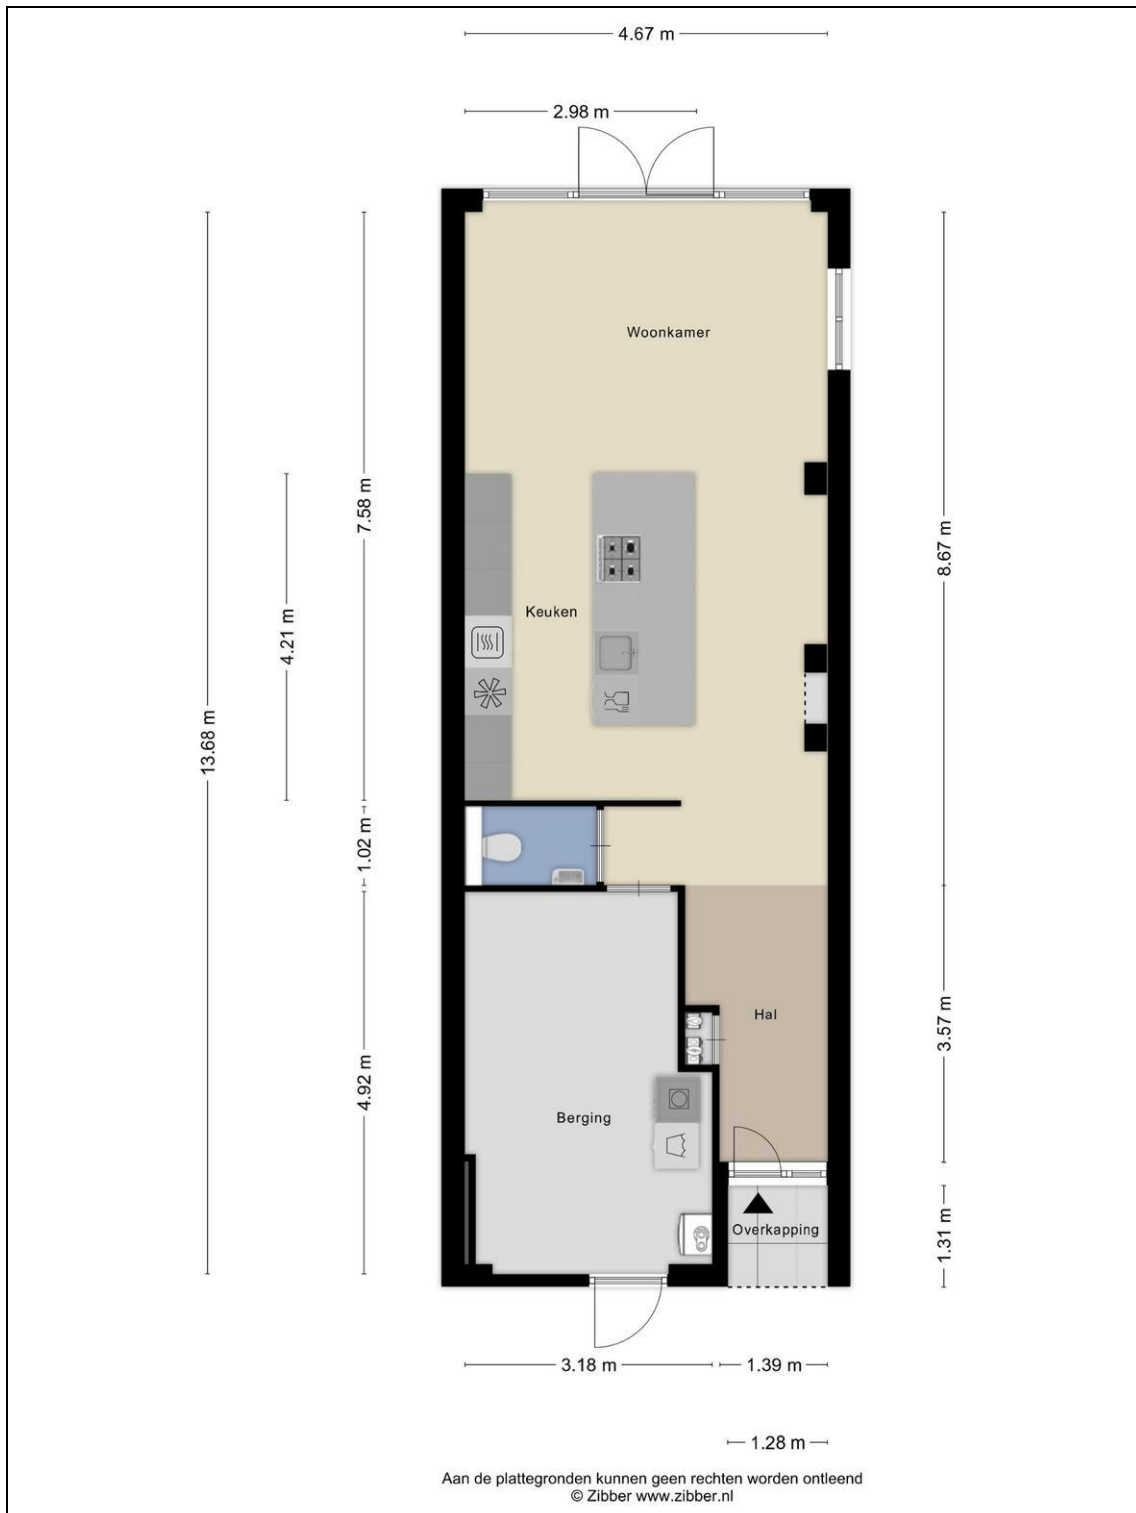 4.67 m
2.98 m
Woonkamer
7.58 m
8.67 m
Keuken
4.21 m
13.68 m
1.02 m
Hal
3.57 m
4.92 m
Berging
Overkapping
1.31 m
3.18 m
1.39 m
1.28 m
Aan de plattegronden kunnen geen rechten worden ontleend
© Zibber www.zibber.nl